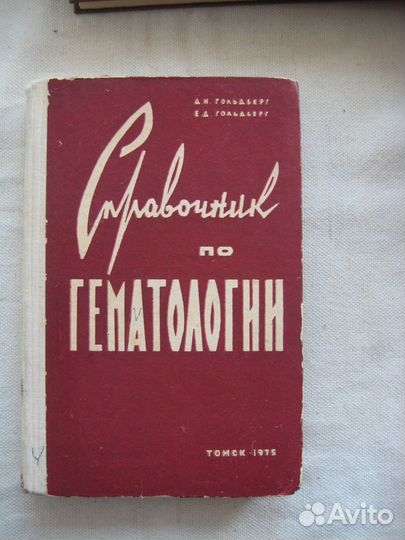 Д.И. ГОЛЬДБЕРГ
Е.Д. ГОЛЬДБЕРГ
Справочник
по
ГЕМАТОЛОГИИ
ТОМСК · 1975
Avito